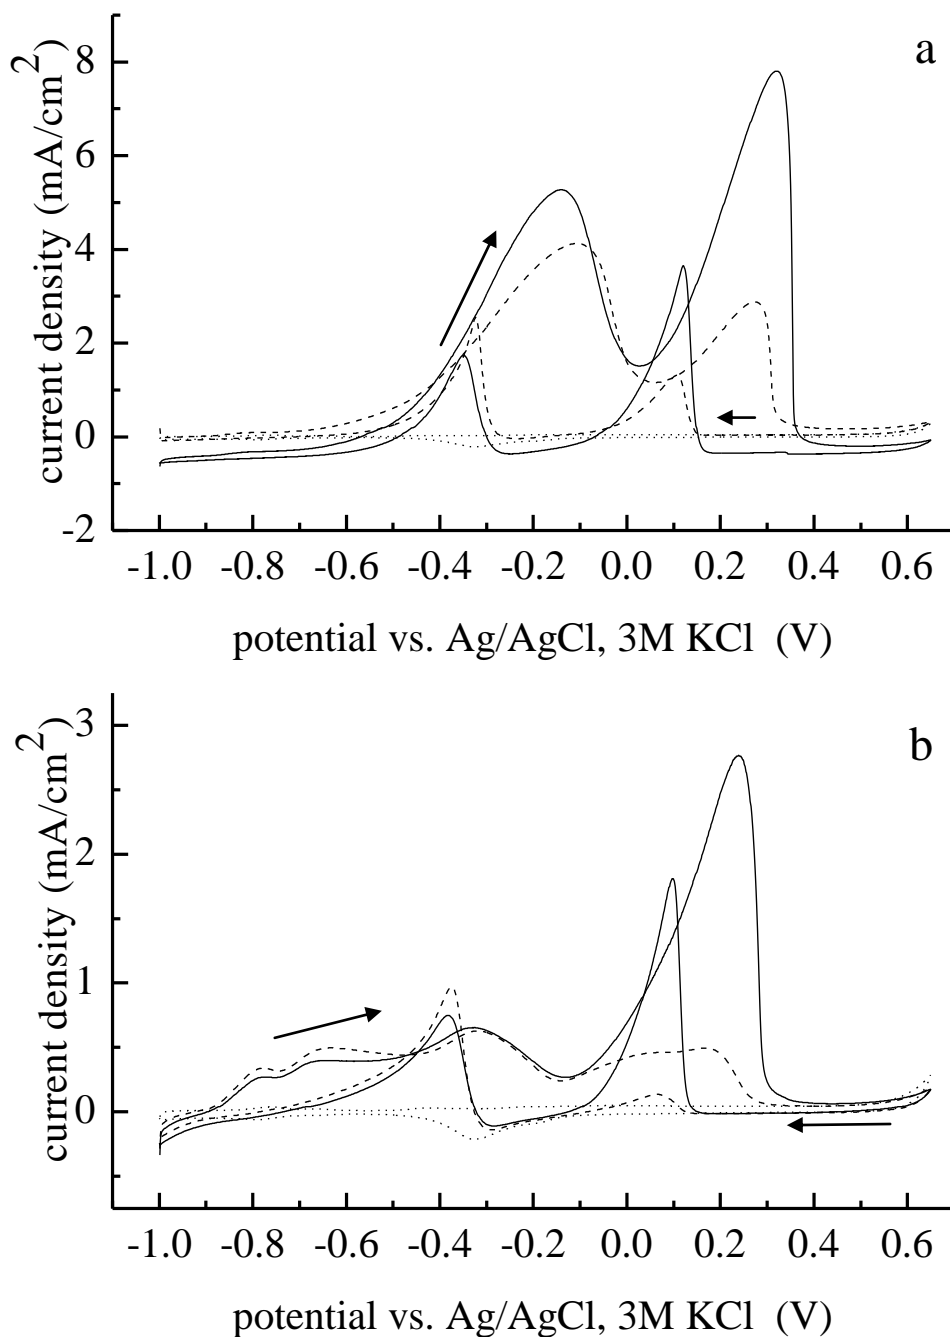 a
current density (mA/cm²)
8
6
4
2
0
-2
-1.0 -0.8 -0.6 -0.4 -0.2 0.0 0.2 0.4 0.6
potential vs. Ag/AgCl, 3M KCl (V)
b
current density (mA/cm²)
3
2
1
0
-1.0 -0.8 -0.6 -0.4 -0.2 0.0 0.2 0.4 0.6
potential vs. Ag/AgCl, 3M KCl (V)